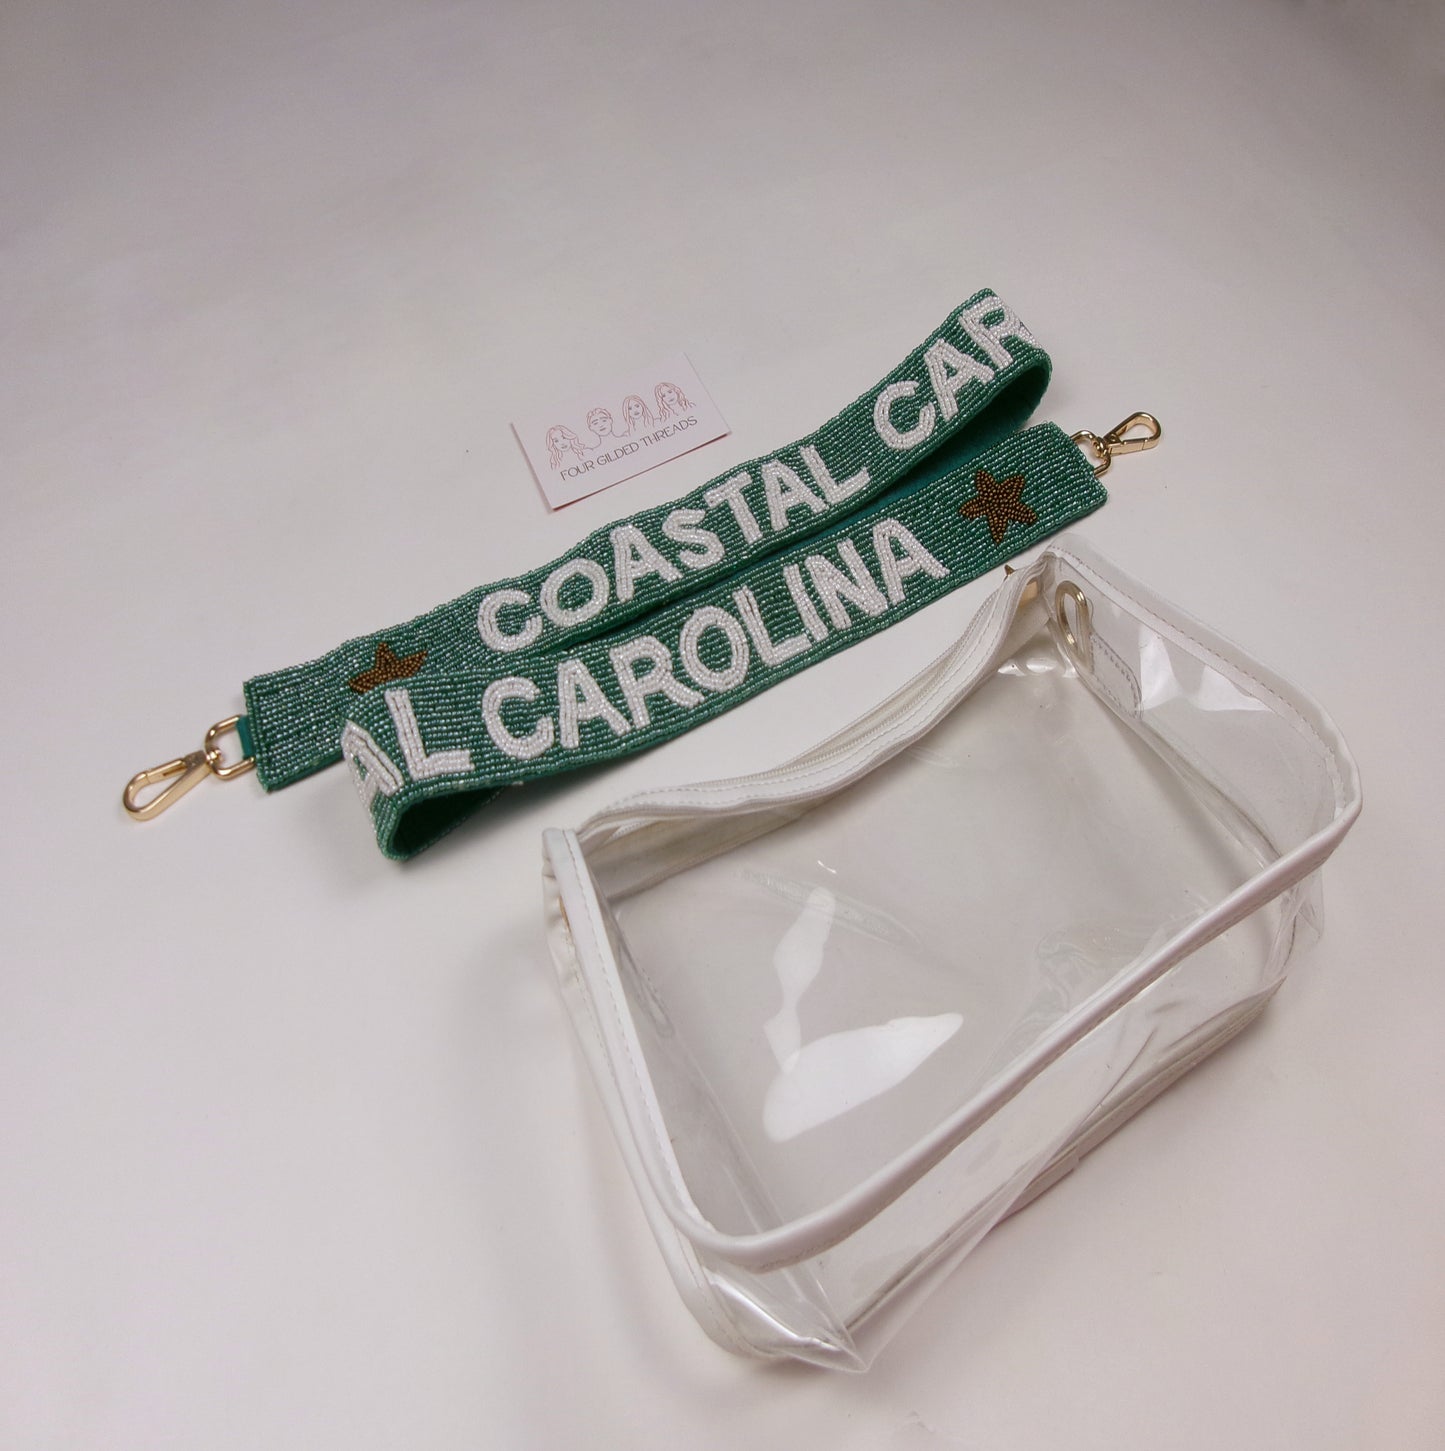 FOUR GILDED THREADS
COASTAL CAR
AL CAROLINA